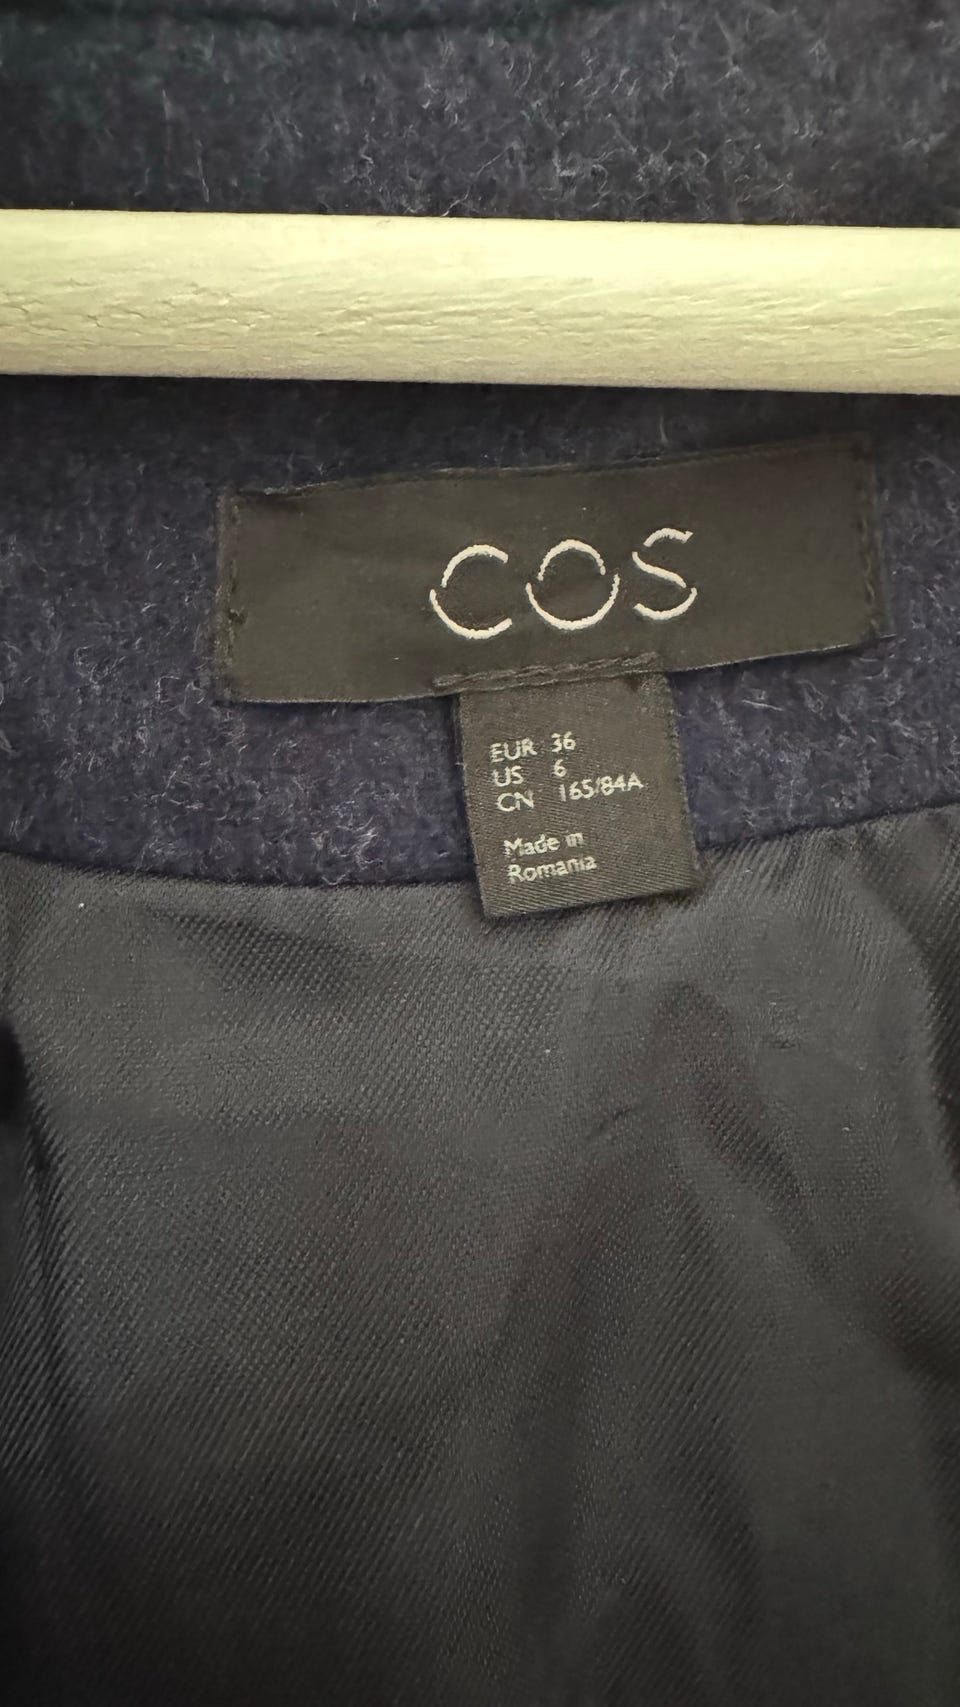 COS
EUR 36
US 6
CN 165/84A
Made in
Romania